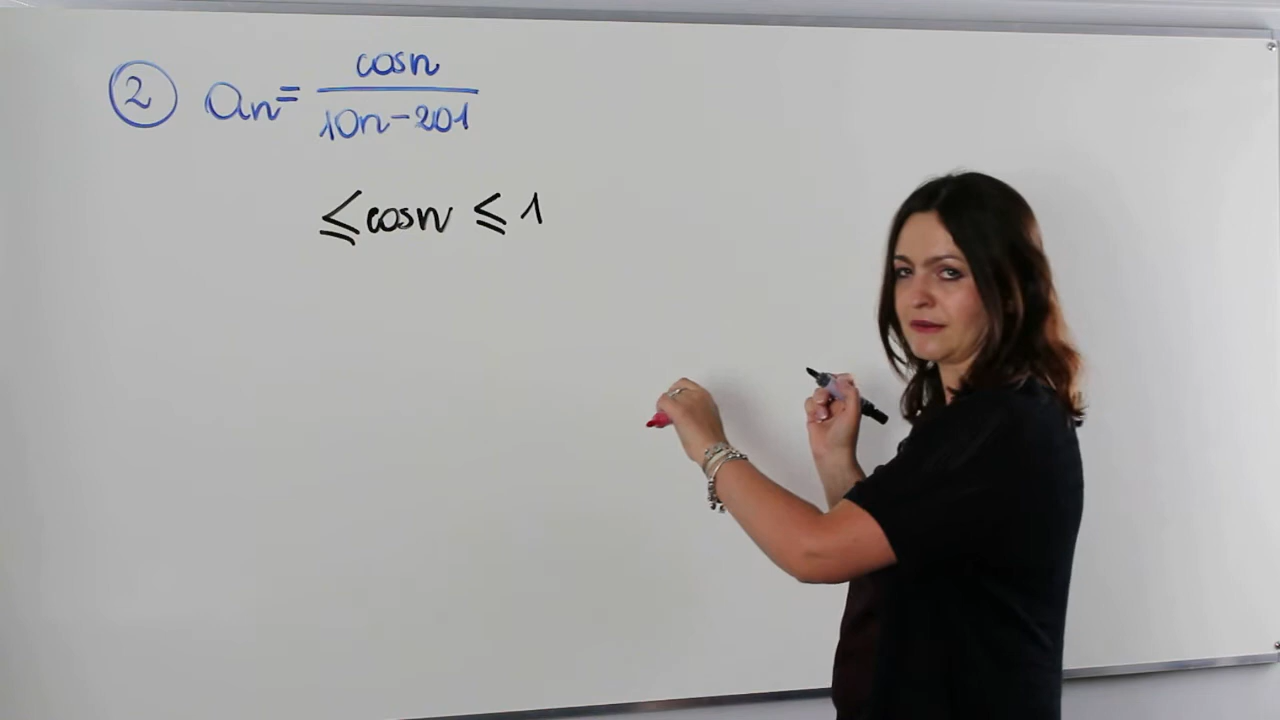 ② an = cosn / 10n-201
≤ cosn ≤ 1